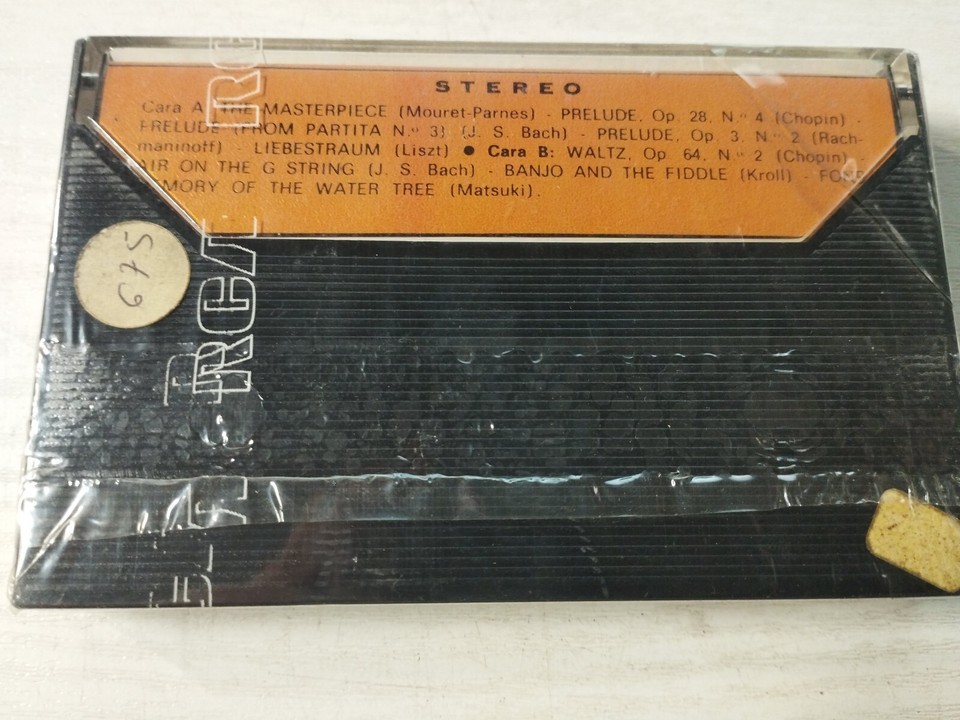 STEREO
Cara A: THE MASTERPIECE (Mouret-Parnes) - PRELUDE, Op. 28, N.º 4 (Chopin) -
PRELUDE (FROM PARTITA N.º 3) (J. S. Bach) - PRELUDE, Op. 3, N.º 2 (Rach-
maninoff) - LIEBESTRAUM (Liszt) ● Cara B: WALTZ, Op. 64, N.º 2 (Chopin) -
AIR ON THE G STRING (J. S. Bach) - BANJO AND THE FIDDLE (Kroll) -
OF THE WATER TREE (Matsuki).
675
RCA